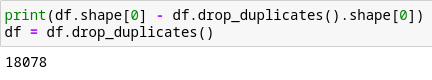 print(df.shape[0] - df.drop_duplicates().shape[0])
df = df.drop_duplicates()
18078